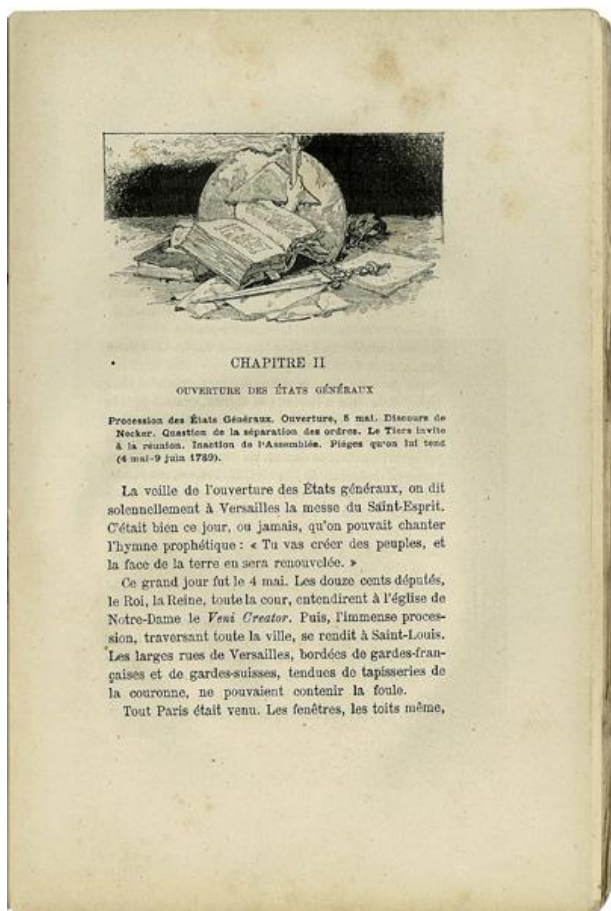 CHAPITRE II
OUVERTURE DES ÉTATS GÉNÉRAUX
Procession des États Généraux. Ouverture, 5 mai. Discours de
Necker. Question de la séparation des ordres. Le Tiers invite
à la réunion. Inaction de l'Assemblée. Pièges qu'on lui tend
(4 mai-9 juin 1789).
La veille de l'ouverture des États généraux, on dit
solennellement à Versailles la messe du Saint-Esprit.
C'était bien ce jour, ou jamais, qu'on pouvait chanter
l'hymne prophétique : « Tu vas créer des peuples, et
la face de la terre en sera renouvelée. »
Ce grand jour fut le 4 mai. Les douze cents députés,
le Roi, la Reine, toute la cour, entendirent à l'église de
Notre-Dame le Veni Creator. Puis, l'immense proces-
sion, traversant toute la ville, se rendit à Saint-Louis.
Les larges rues de Versailles, bordées de gardes-fran-
çaises et de gardes-suisses, tendues de tapisseries de
la couronne, ne pouvaient contenir la foule.
Tout Paris était venu. Les fenêtres, les toits même,